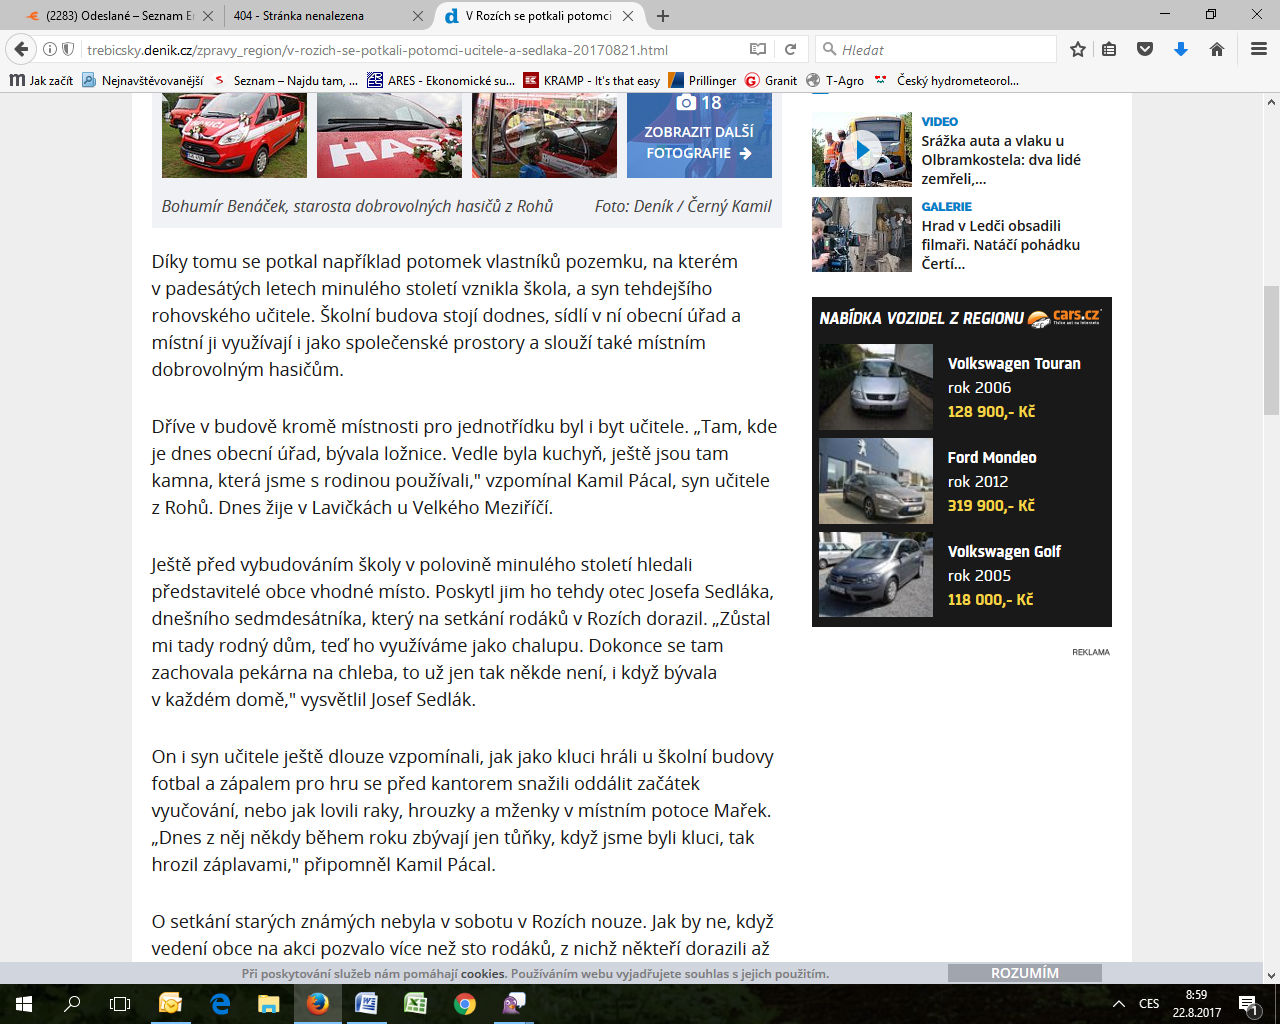 (2283) Odeslané – Seznam E
404 - Stránka nenalezena
V Rozích se potkali potomci
trebicsky.denik.cz/zpravy_region/v-rozich-se-potkali-potomci-ucitele-a-sedlaka-20170821.html
Hledat
Jak začít
Nejnavštěvovanější
Seznam – Najdu tam, ...
ARES - Ekonomické su...
KRAMP - It's that easy
Prillinger
Granit
T-Agro
Český hydrometeorol...
18
ZOBRAZIT DALŠÍ
FOTOGRAFIE
Bohumír Benáček, starosta dobrovolných hasičů z Rohů
Foto: Deník / Černý Kamil
Díky tomu se potkal například potomek vlastníků pozemku, na kterém
v padesátých letech minulého století vznikla škola, a syn tehdejšího
rohovského učitele. Školní budova stojí dodnes, sídlí v ní obecní úřad a
místní ji využívají i jako společenské prostory a slouží také místním
dobrovolným hasičům.
Dříve v budově kromě místnosti pro jednotřídku byl i byt učitele. „Tam, kde
je dnes obecní úřad, bývala ložnice. Vedle byla kuchyň, ještě jsou tam
kamna, která jsme s rodinou používali," vzpomínal Kamil Pácal, syn učitele
z Rohů. Dnes žije v Lavičkách u Velkého Meziříčí.
Ještě před vybudováním školy v polovině minulého století hledali
představitelé obce vhodné místo. Poskytl jim ho tehdy otec Josefa Sedláka,
dnešního sedmdesátníka, který na setkání rodáků v Rozích dorazil. „Zůstal
mi tady rodný dům, teď ho využíváme jako chalupu. Dokonce se tam
zachovala pekárna na chleba, to už jen tak někde není, i když bývala
v každém domě," vysvětlil Josef Sedlák.
On i syn učitele ještě dlouze vzpomínali, jak jako kluci hráli u školní budovy
fotbal a zápalem pro hru se před kantorem snažili oddálit začátek
vyučování, nebo jak lovili raky, hrouzky a mženky v místním potoce Mařek.
„Dnes z něj někdy během roku zbývají jen tůňky, když jsme byli kluci, tak
hrozil záplavami," připomněl Kamil Pácal.
O setkání starých známých nebyla v sobotu v Rozích nouze. Jak by ne, když
vedení obce na akci pozvalo více než sto rodáků, z nichž někteří dorazili až
VIDEO
Srážka auta a vlaku u
Olbramkostela: dva lidé
zemřeli,...
GALERIE
Hrad v Ledči obsadili
filmaři. Natáčí pohádku
Čertí...
NABÍDKA VOZIDEL Z REGIONU cars.cz
Volkswagen Touran
rok 2006
128 900,- Kč
Ford Mondeo
rok 2012
319 900,- Kč
Volkswagen Golf
rok 2005
118 000,- Kč
REKLAMA
Při poskytování služeb nám pomáhají cookies. Používáním webu vyjadřujete souhlas s jejich použitím.
ROZUMÍM
CES
8:59
22.8.2017
1